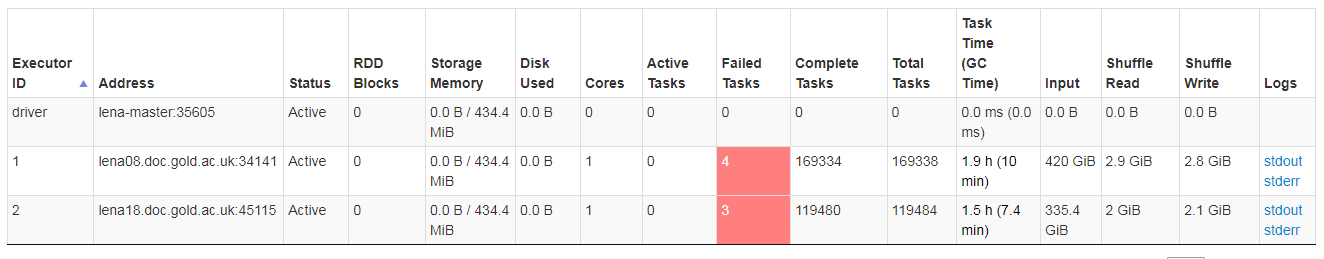 Executor ID Address Status RDD Blocks Storage Memory Disk Used Cores Active Tasks Failed Tasks Complete Tasks Total Tasks Task Time (GC Time) Input Shuffle Read Shuffle Write Logs
driver lena-master:35605 Active 0 0.0 B / 434.4 MiB 0.0 B 0 0 0 0 0 0.0 ms (0.0 ms) 0.0 B 0.0 B 0.0 B
1 lena08.doc.gold.ac.uk:34141 Active 0 0.0 B / 434.4 MiB 0.0 B 1 0 4 169334 169338 1.9 h (10 min) 420 GiB 2.9 GiB 2.8 GiB stdout stderr
2 lena18.doc.gold.ac.uk:45115 Active 0 0.0 B / 434.4 MiB 0.0 B 1 0 3 119480 119484 1.5 h (7.4 min) 335.4 GiB 2 GiB 2.1 GiB stdout stderr